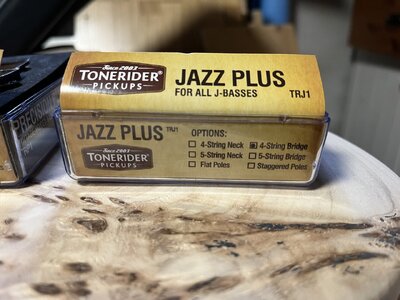 Since 2003
TONERIDER®
PICKUPS
JAZZ PLUS
FOR ALL J-BASSES
TRJ1
JAZZ PLUS TRJ1
Since 2003
TONERIDER
PICKUPS
OPTIONS:
4-String Neck
4-String Bridge
5-String Neck
5-String Bridge
Flat Poles
Staggered Poles